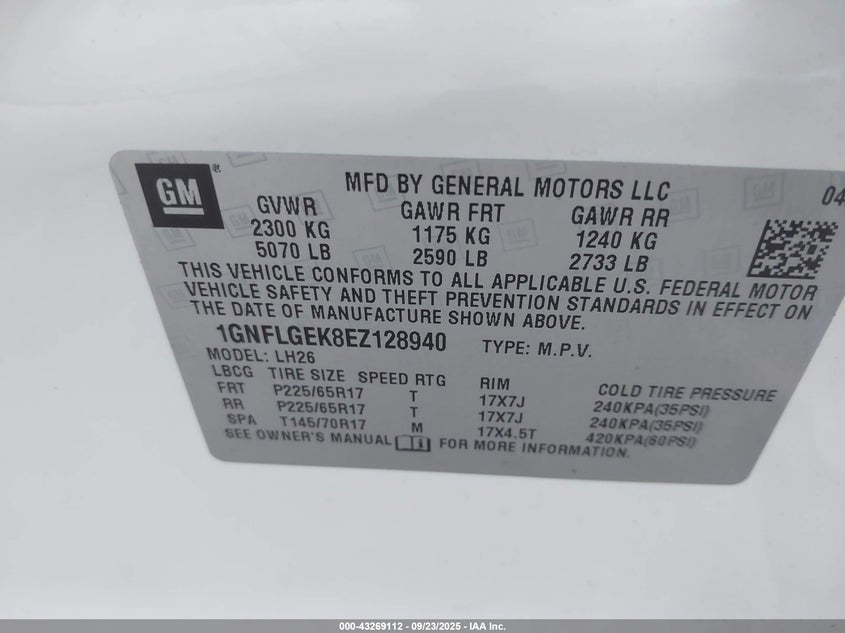 GM ®
MFD BY GENERAL MOTORS LLC
04
GVWR GAWR FRT GAWR RR
2300 KG 1175 KG 1240 KG
5070 LB 2590 LB 2733 LB
THIS VEHICLE CONFORMS TO ALL APPLICABLE U.S. FEDERAL MOTOR
VEHICLE SAFETY AND THEFT PREVENTION STANDARDS IN EFFECT ON
THE DATE OF MANUFACTURE SHOWN ABOVE.
1GNFLGEK8EZ128940 TYPE: M.P.V.
MODEL: LH26
LBCG TIRE SIZE SPEED RTG RIM COLD TIRE PRESSURE
FRT P225/65R17 T 17X7J 240KPA(35PSI)
RR P225/65R17 T 17X7J 240KPA(35PSI)
SPA T145/70R17 M 17X4.5T 420KPA(60PSI)
SEE OWNER'S MANUAL FOR MORE INFORMATION.
000-43269112 - 09/23/2025 - IAA Inc.